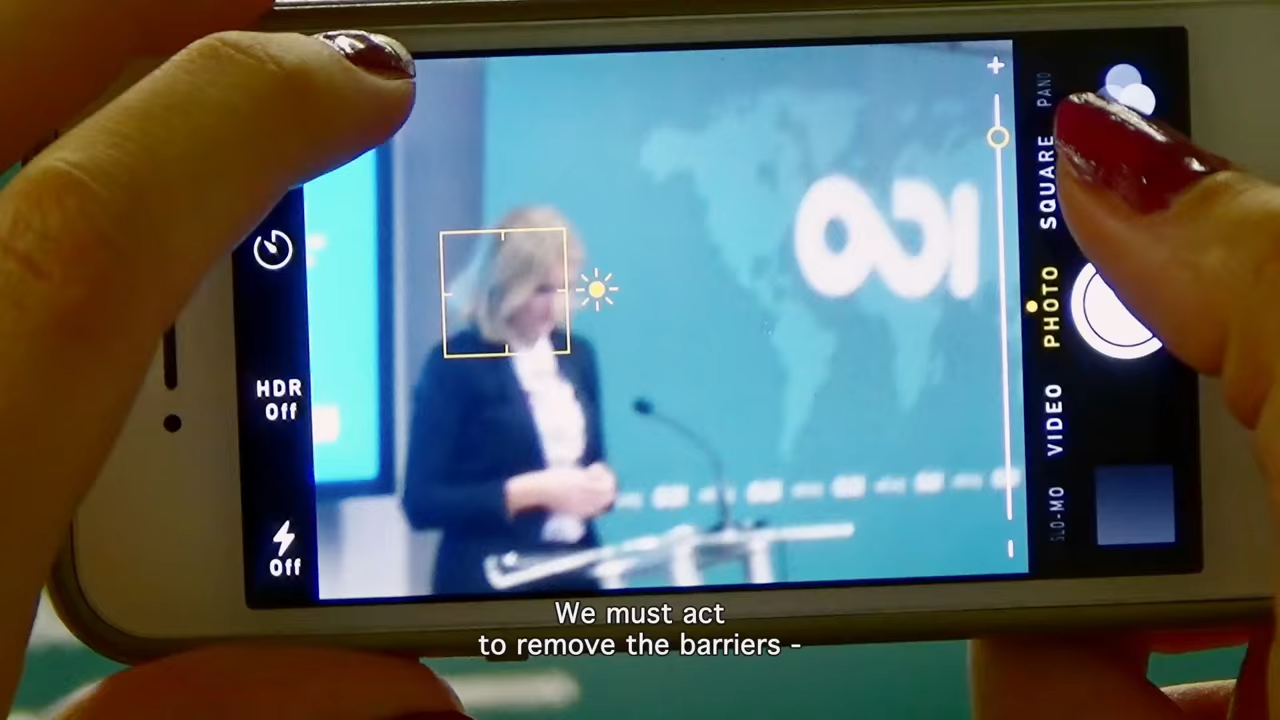 HDR
Off
Off
ODI
PANO
SQUARE
PHOTO
VIDEO
SLO-MO
We must act
to remove the barriers -